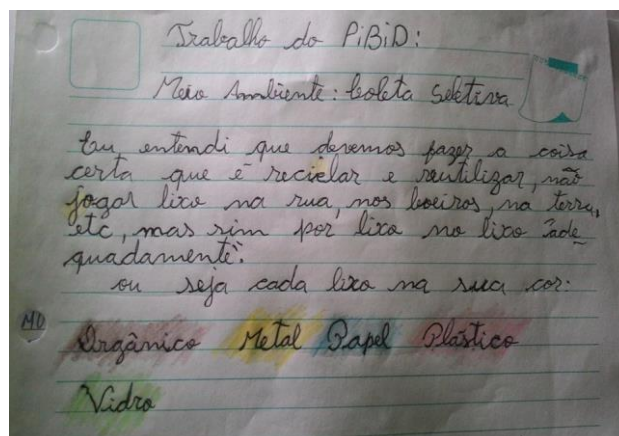 Trabalho do PiBiD:
Meio Ambiente: Coleta Seletiva
Eu entendi que devemos fazer a coisa
certa que é reciclar e reutilizar, não
jogar lixo na rua, nos boeiros, na terra,
etc, mas sim por lixo no lixo "ade
quadamente".
ou seja cada lixo na sua cor:
MD
Orgânico Metal Papel Plástico
Vidro